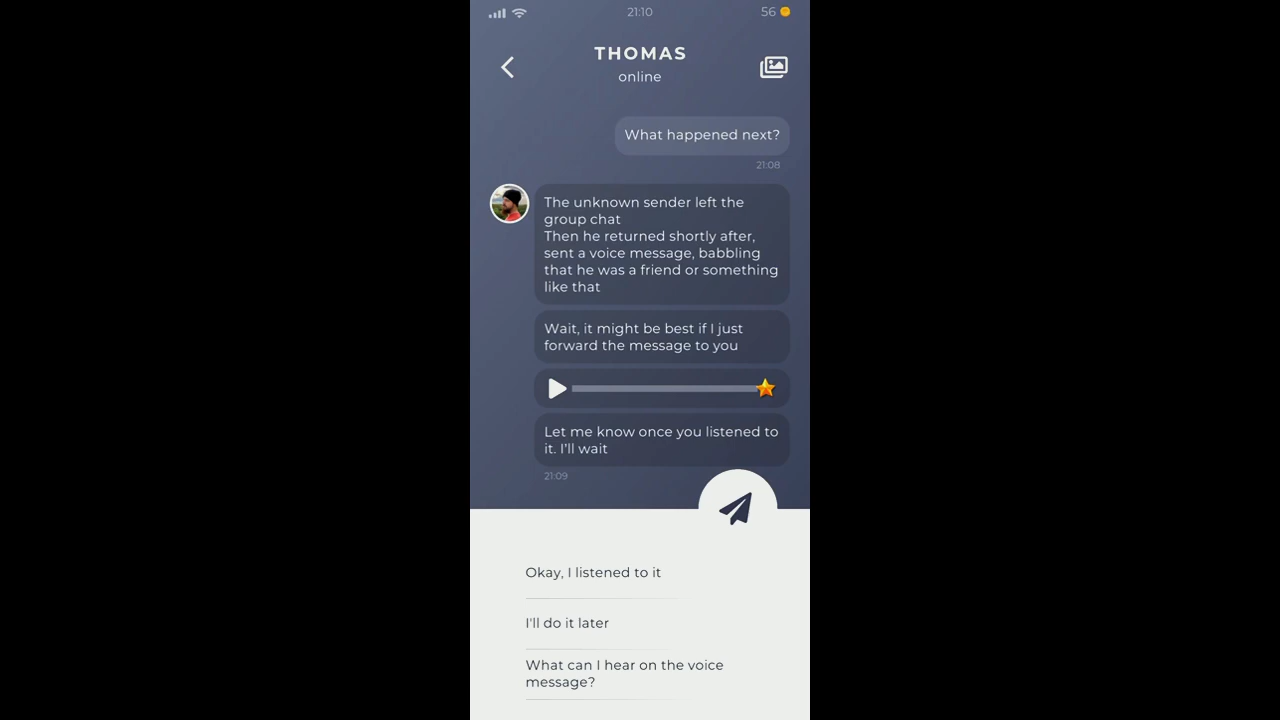 21:10
56
THOMAS
online
What happened next?
21:08
The unknown sender left the
group chat
Then he returned shortly after,
sent a voice message, babbling
that he was a friend or something
like that
Wait, it might be best if I just
forward the message to you
Let me know once you listened to
it. I'll wait
21:09
Okay, I listened to it
I'll do it later
What can I hear on the voice
message?